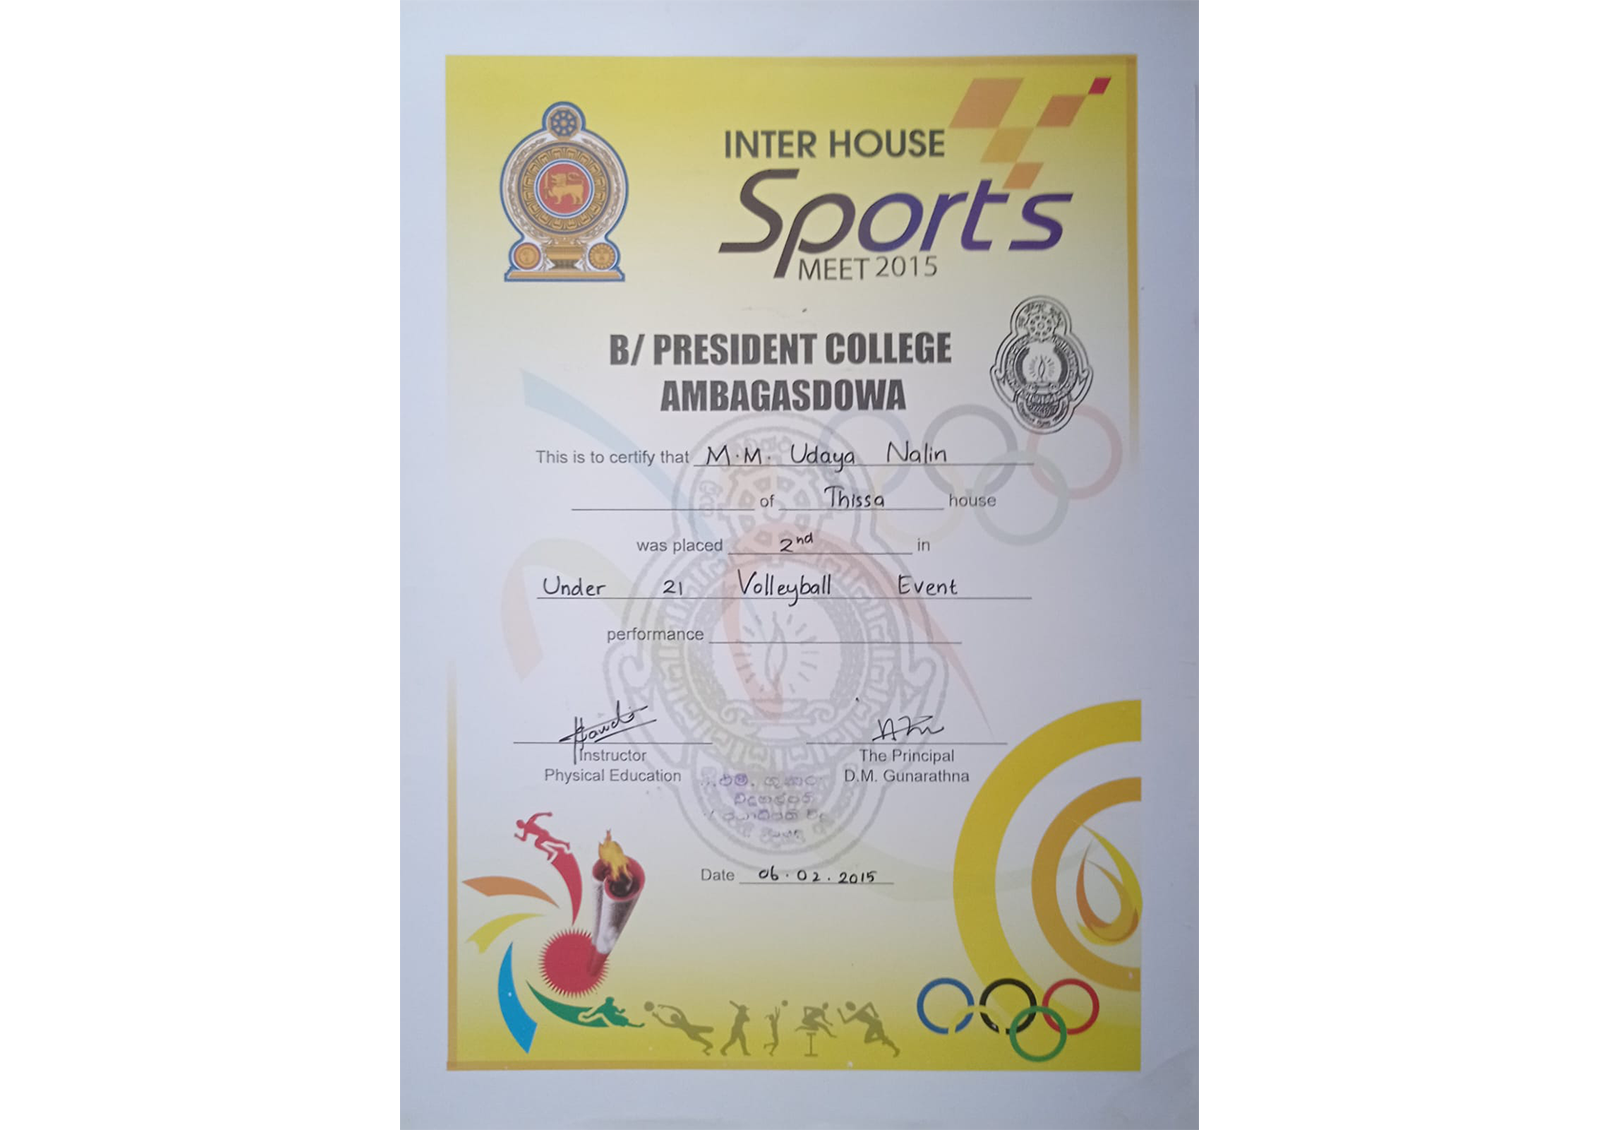 INTER HOUSE
Sports
MEET 2015
B/ PRESIDENT COLLEGE
AMBAGASDOWA
This is to certify that M.M. Udaya Nalin
of Thissa house
was placed 2nd in
Under 21 Volleyball Event
performance
Instructor The Principal
Physical Education D.M. Gunarathna
Date 06.02.2015